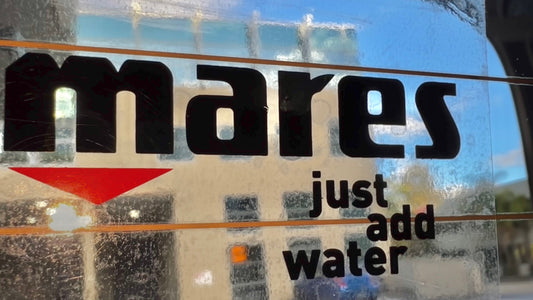 mares
just
add
water